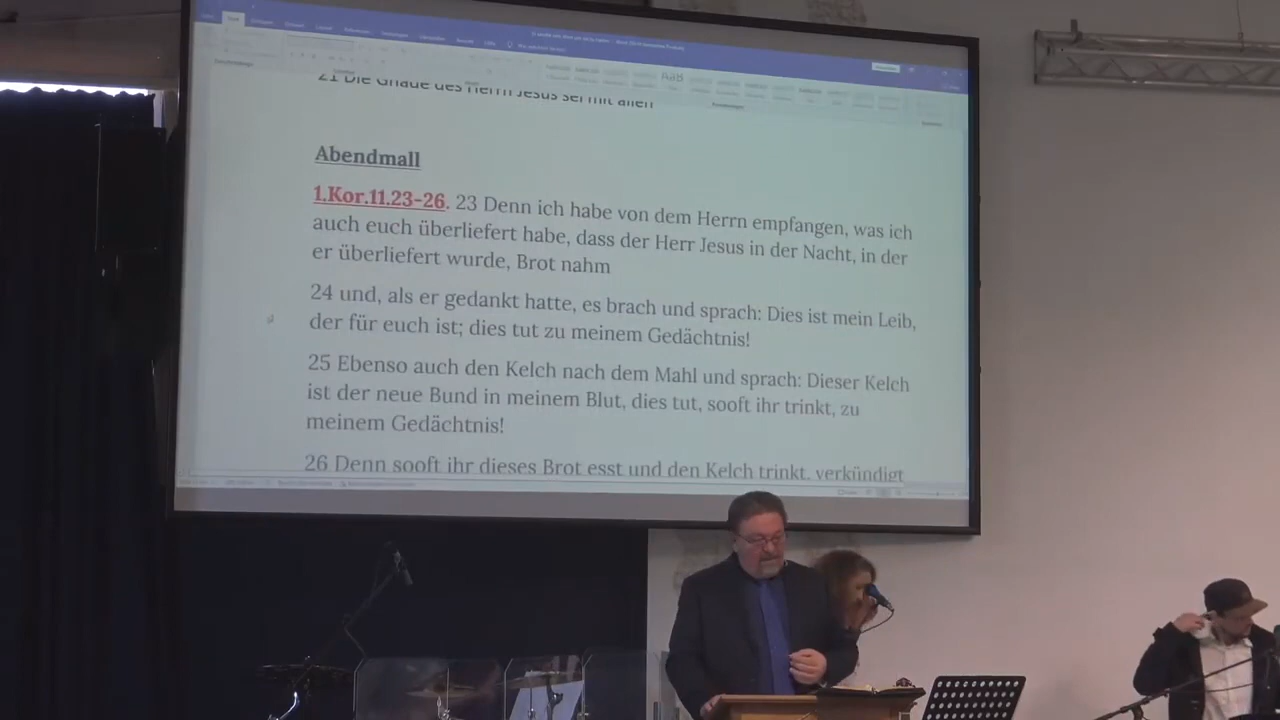 21 Die Gnade des Herrn Jesus sei mit allen
Abendmall
1.Kor.11.23-26. 23 Denn ich habe von dem Herrn empfangen, was ich
auch euch überliefert habe, dass der Herr Jesus in der Nacht, in der
er überliefert wurde, Brot nahm
24 und, als er gedankt hatte, es brach und sprach: Dies ist mein Leib,
der für euch ist; dies tut zu meinem Gedächtnis!
25 Ebenso auch den Kelch nach dem Mahl und sprach: Dieser Kelch
ist der neue Bund in meinem Blut, dies tut, sooft ihr trinkt, zu
meinem Gedächtnis!
26 Denn sooft ihr dieses Brot esst und den Kelch trinkt, verkündigt